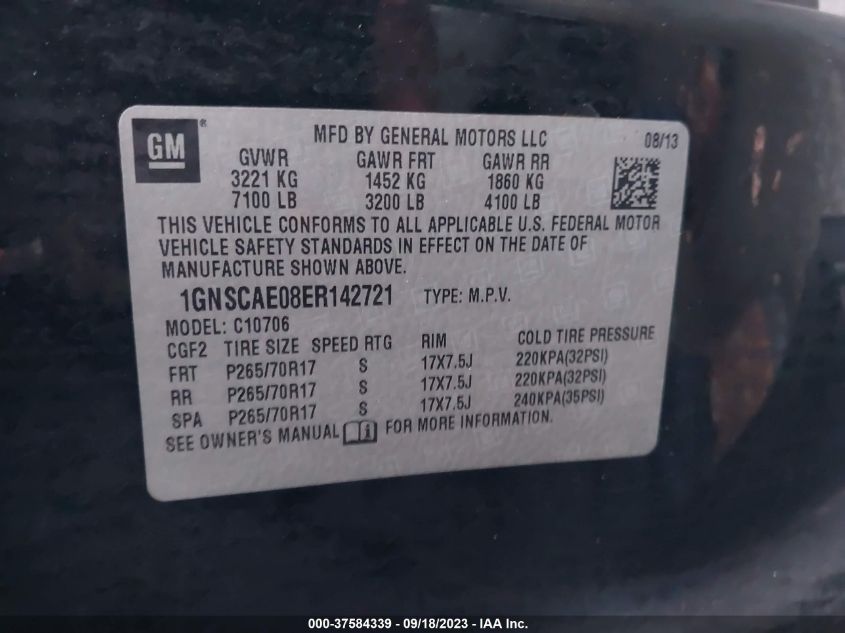 GM ® MFD BY GENERAL MOTORS LLC 08/13
GVWR GAWR FRT GAWR RR
3221 KG 1452 KG 1860 KG
7100 LB 3200 LB 4100 LB
THIS VEHICLE CONFORMS TO ALL APPLICABLE U.S. FEDERAL MOTOR
VEHICLE SAFETY STANDARDS IN EFFECT ON THE DATE OF
MANUFACTURE SHOWN ABOVE.
1GNSCAE08ER142721 TYPE: M.P.V.
MODEL: C10706
CGF2 TIRE SIZE SPEED RTG RIM COLD TIRE PRESSURE
FRT P265/70R17 S 17X7.5J 220KPA(32PSI)
RR P265/70R17 S 17X7.5J 220KPA(32PSI)
SPA P265/70R17 S 17X7.5J 240KPA(35PSI)
SEE OWNER'S MANUAL i FOR MORE INFORMATION.
000-37584339 - 09/18/2023 - IAA Inc.